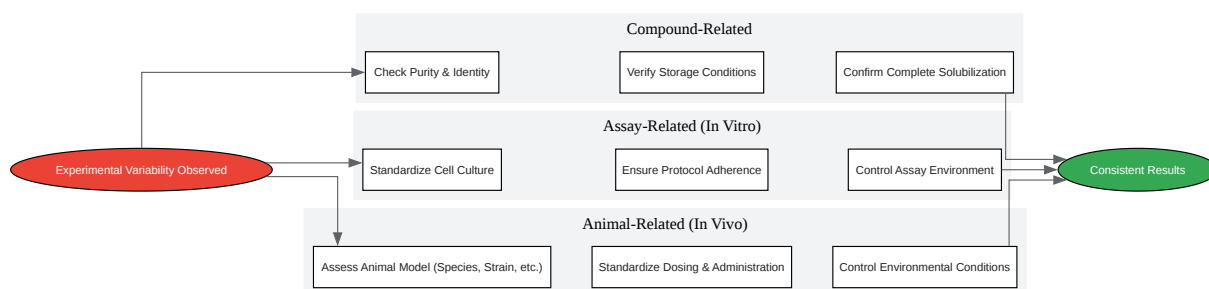 Compound-Related
Check Purity & Identity
Verify Storage Conditions
Confirm Complete Solubilization
Assay-Related (In Vitro)
Experimental Variability Observed
Standardize Cell Culture
Ensure Protocol Adherence
Control Assay Environment
Consistent Results
Animal-Related (In Vivo)
Assess Animal Model (Species, Strain, etc.)
Standardize Dosing & Administration
Control Environmental Conditions